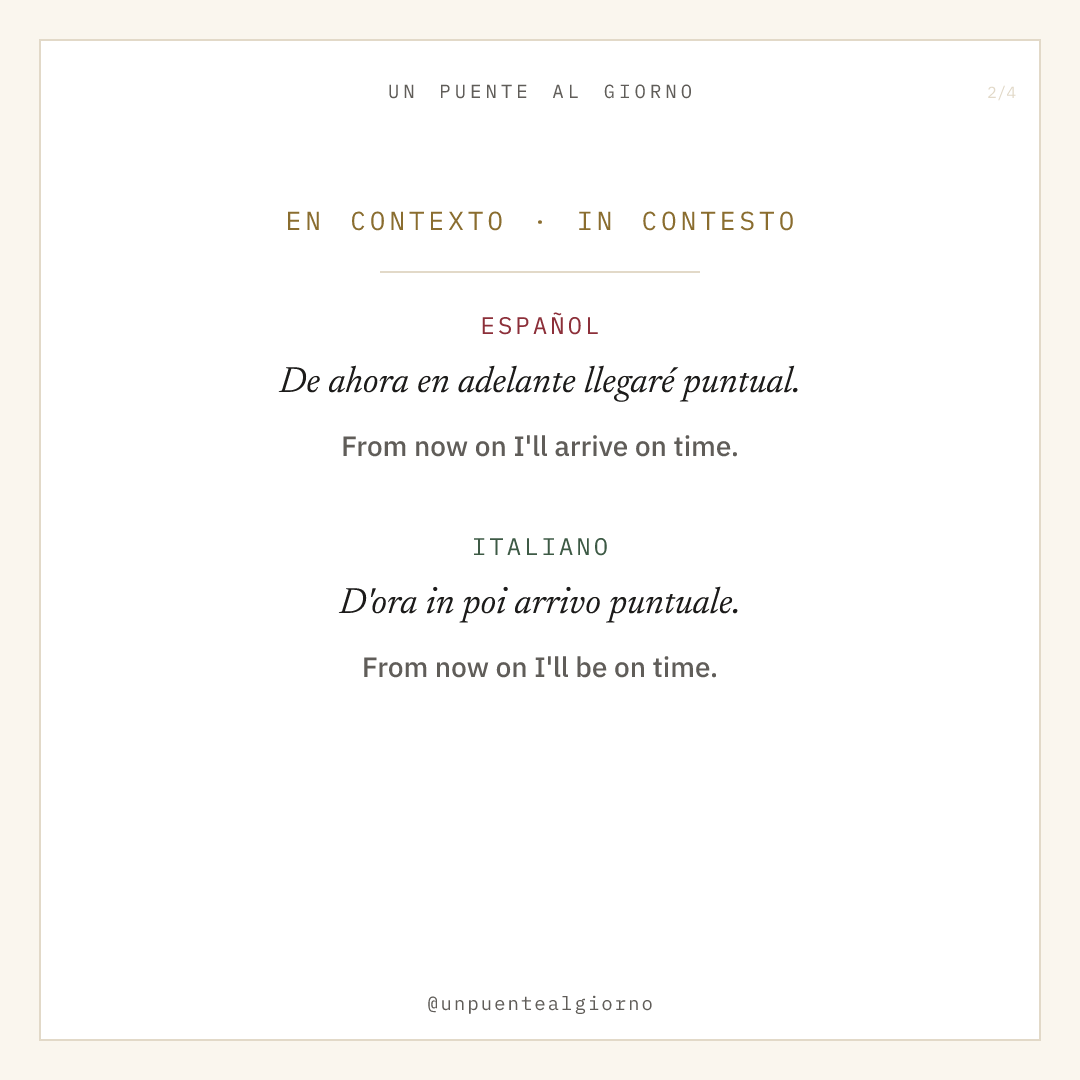 UN PUENTE AL GIORNO
2/4
EN CONTEXTO · IN CONTESTO
ESPAÑOL
De ahora en adelante llegaré puntual.
From now on I'll arrive on time.
ITALIANO
D'ora in poi arrivo puntuale.
From now on I'll be on time.
@unpuentealgiorno